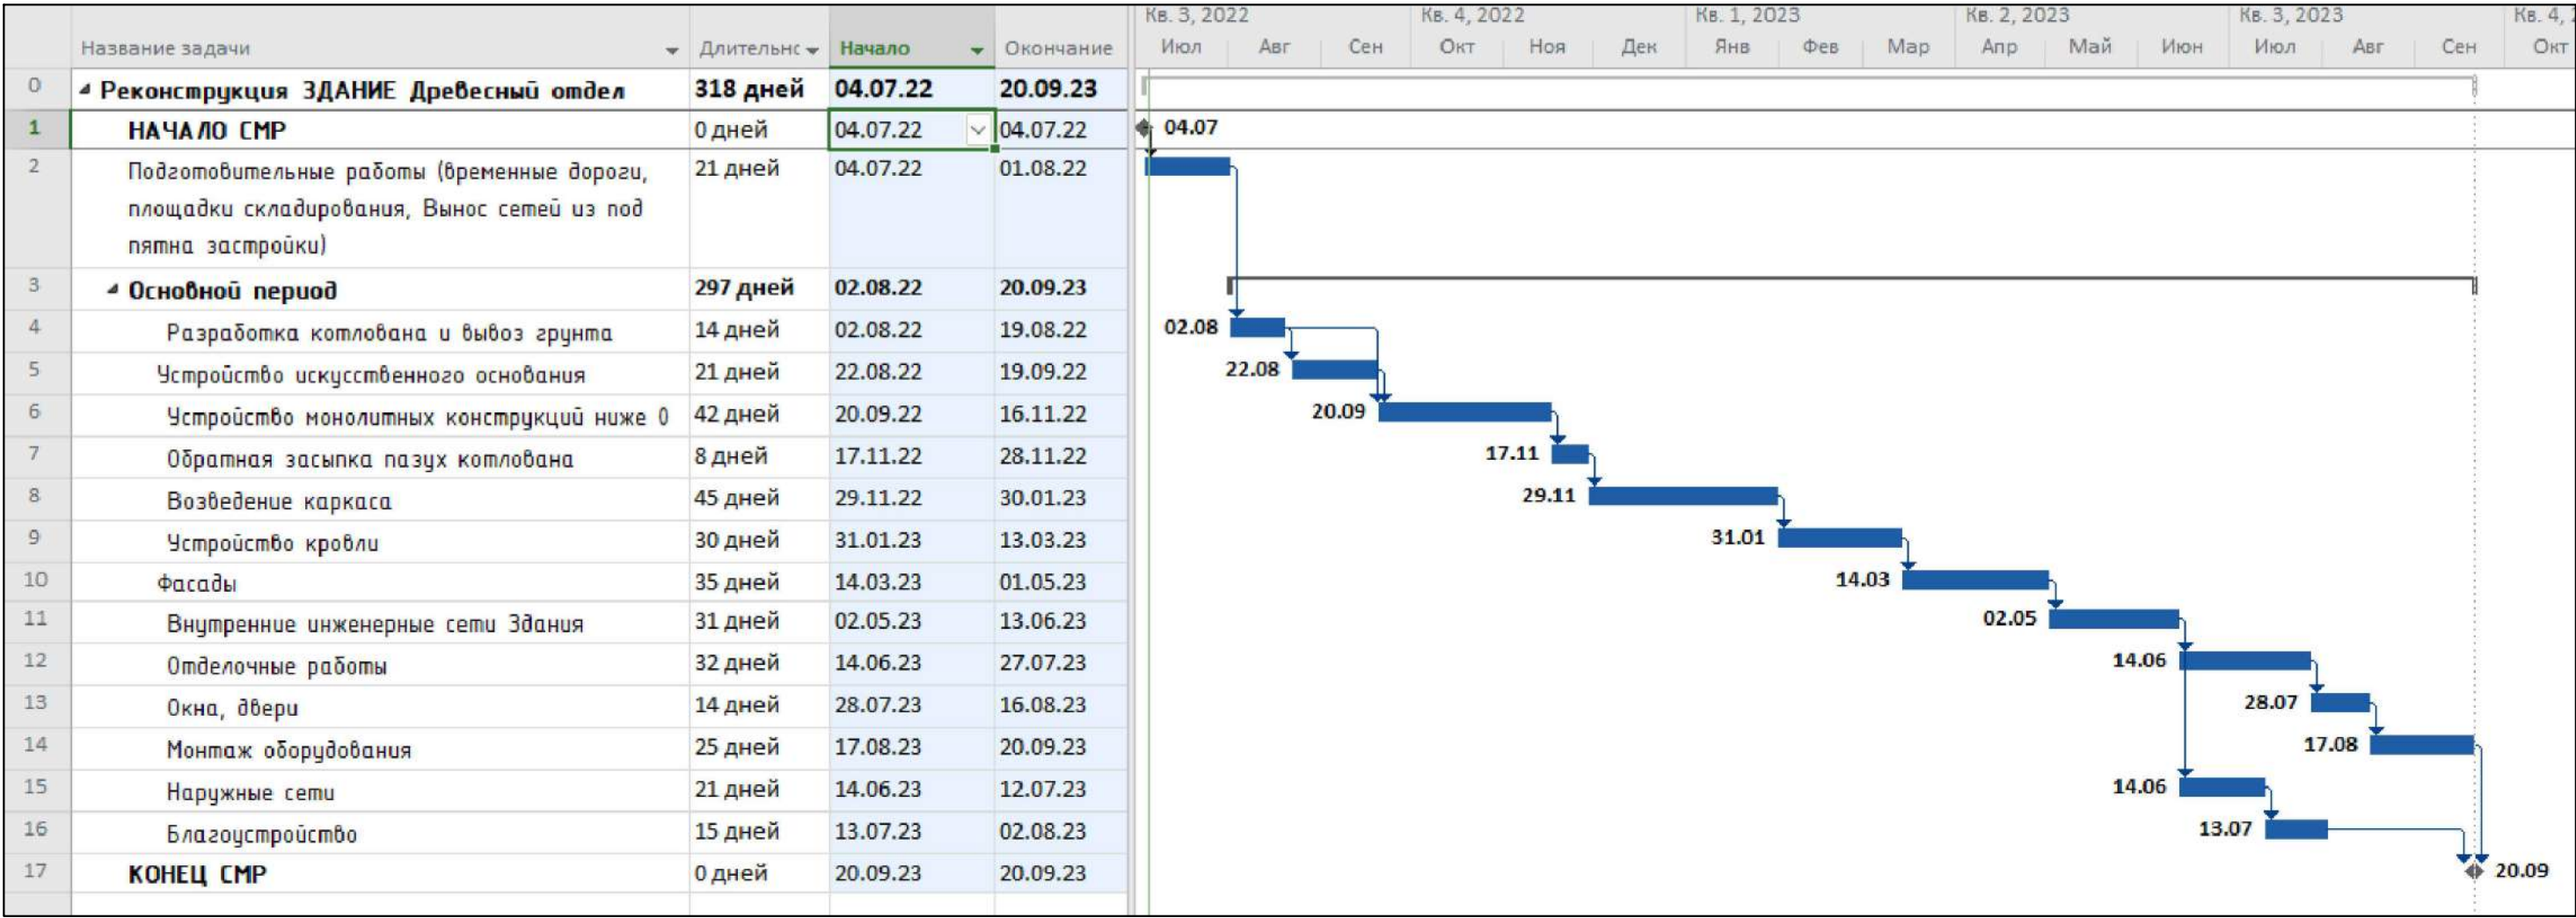 Кв. 3, 2022 Кв. 4, 2022 Кв. 1, 2023 Кв. 2, 2023 Кв. 3, 2023 Кв. 4,
Название задачи Длительнс Начало Окончание Июл Авг Сен Окт Ноя Дек Янв Фев Мар Апр Май Июн Июл Авг Сен Окт
0 Реконструкция ЗДАНИЕ Древесный отдел 318 дней 04.07.22 20.09.23
1 НАЧАЛО СМР 0 дней 04.07.22 04.07.22 04.07
2 Подготовительные работы (временные дороги, 21 дней 04.07.22 01.08.22
площадки складирования, Вынос сетей из под
пятна застройки)
3 Основной период 297 дней 02.08.22 20.09.23
4 Разработка котлована и вывоз грунта 14 дней 02.08.22 19.08.22 02.08
5 Устройство искусственного основания 21 дней 22.08.22 19.09.22 22.08
6 Устройство монолитных конструкций ниже 0 42 дней 20.09.22 16.11.22 20.09
7 Обратная засыпка пазух котлована 8 дней 17.11.22 28.11.22 17.11
8 Возведение каркаса 45 дней 29.11.22 30.01.23 29.11
9 Устройство кровли 30 дней 31.01.23 13.03.23 31.01
10 Фасады 35 дней 14.03.23 01.05.23 14.03
11 Внутренние инженерные сети Здания 31 дней 02.05.23 13.06.23 02.05
12 Отделочные работы 32 дней 14.06.23 27.07.23 14.06
13 Окна, двери 14 дней 28.07.23 16.08.23 28.07
14 Монтаж оборудования 25 дней 17.08.23 20.09.23 17.08
15 Наружные сети 21 дней 14.06.23 12.07.23 14.06
16 Благоустройство 15 дней 13.07.23 02.08.23 13.07
17 КОНЕЦ СМР 0 дней 20.09.23 20.09.23 20.09